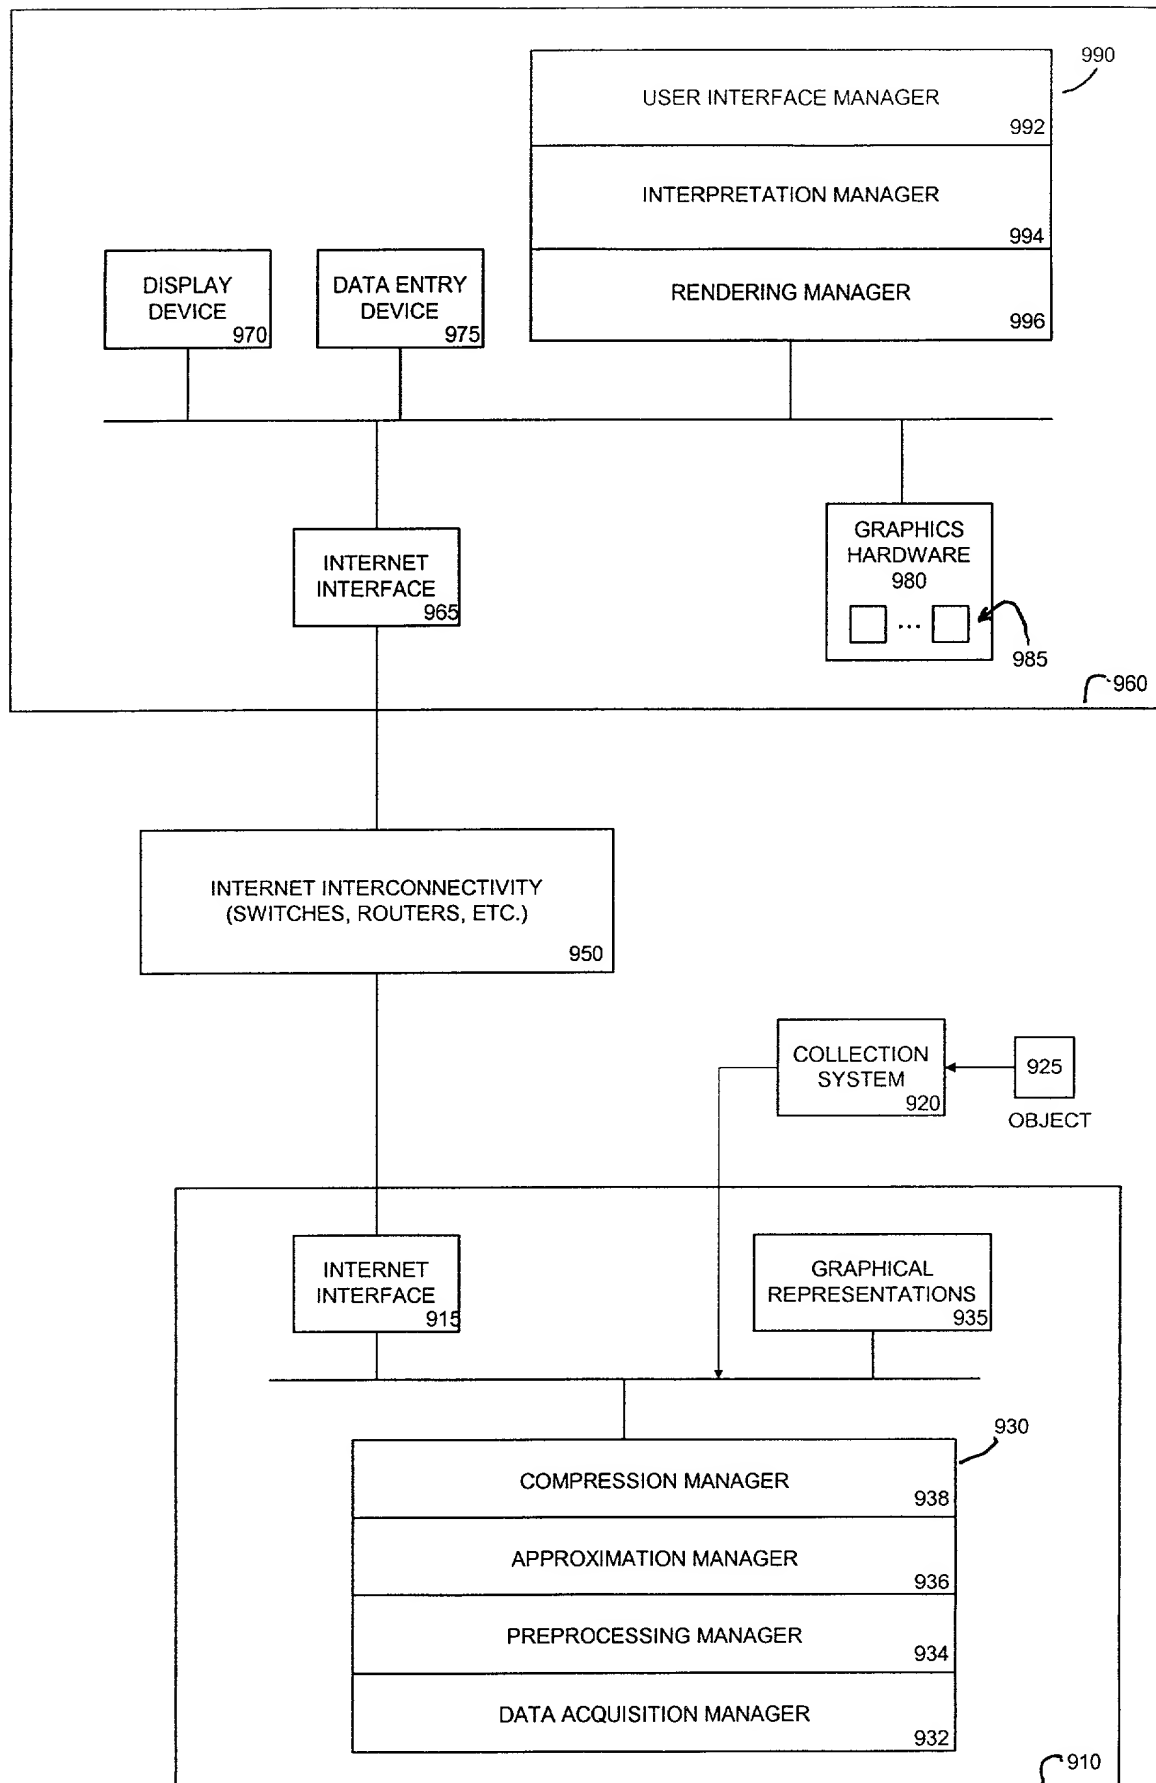 990
USER INTERFACE MANAGER
992
INTERPRETATION MANAGER
994
RENDERING MANAGER
996
DISPLAY
DEVICE
970
DATA ENTRY
DEVICE
975
INTERNET
INTERFACE
965
GRAPHICS
HARDWARE
980
...
985
960
INTERNET INTERCONNECTIVITY
(SWITCHES, ROUTERS, ETC.)
950
COLLECTION
SYSTEM
920
925
OBJECT
INTERNET
INTERFACE
915
GRAPHICAL
REPRESENTATIONS
935
930
COMPRESSION MANAGER
938
APPROXIMATION MANAGER
936
PREPROCESSING MANAGER
934
DATA ACQUISITION MANAGER
932
910